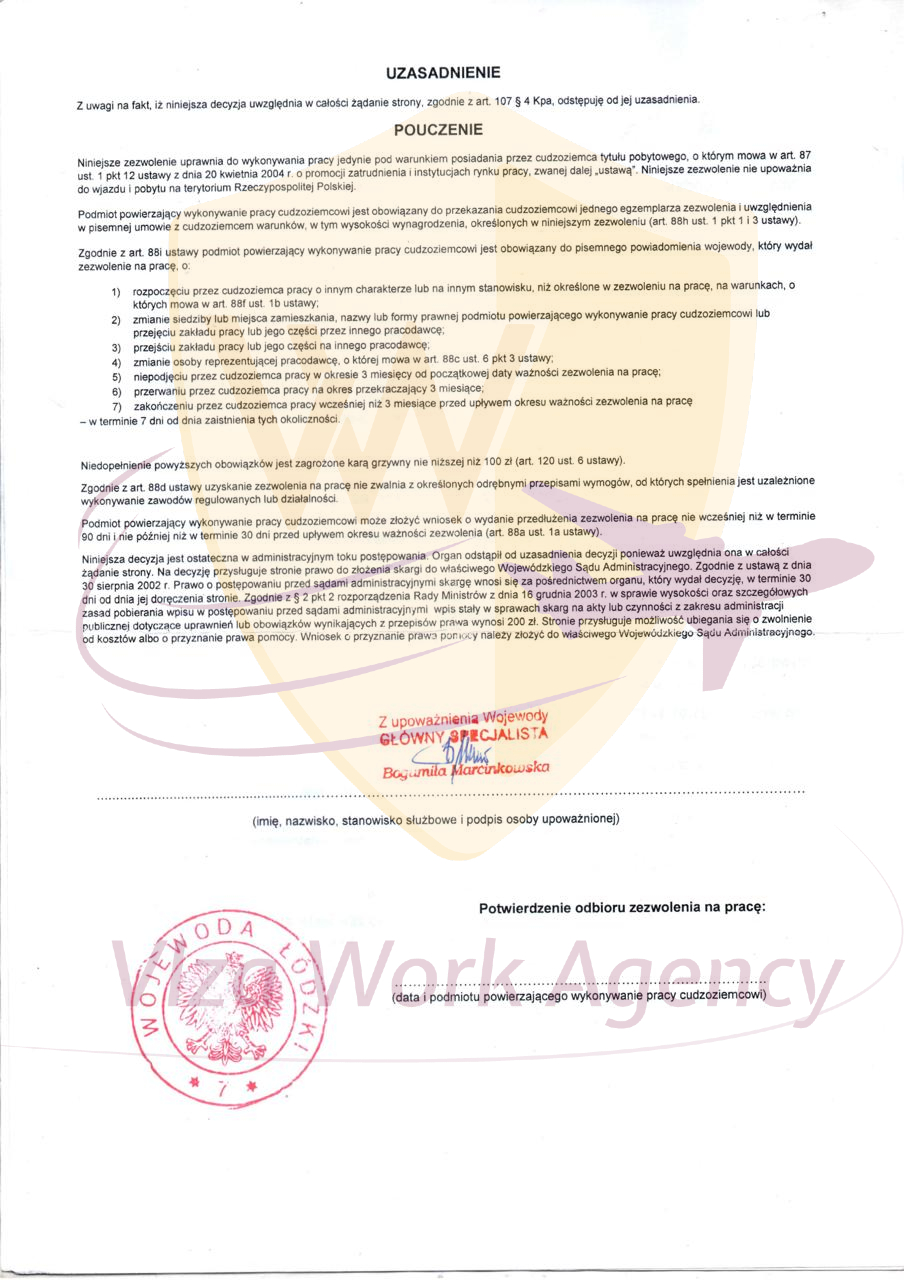 UZASADNIENIE
Z uwagi na fakt, iż niniejsza decyzja uwzględnia w całości żądanie strony, zgodnie z art. 107 § 4 Kpa, odstępuję od jej uzasadnienia.
POUCZENIE
Niniejsze zezwolenie uprawnia do wykonywania pracy jedynie pod warunkiem posiadania przez cudzoziemca tytułu pobytowego, o którym mowa w art. 87
ust. 1 pkt 12 ustawy z dnia 20 kwietnia 2004 r. o promocji zatrudnienia i instytucjach rynku pracy, zwanej dalej „ustawą”. Niniejsze zezwolenie nie upoważnia
do wjazdu i pobytu na terytorium Rzeczypospolitej Polskiej.
Podmiot powierzający wykonywanie pracy cudzoziemcowi jest obowiązany do przekazania cudzoziemcowi jednego egzemplarza zezwolenia i uwzględnienia
w pisemnej umowie z cudzoziemcem warunków, w tym wysokości wynagrodzenia, określonych w niniejszym zezwoleniu (art. 88h ust. 1 pkt 1 i 3 ustawy).
Zgodnie z art. 88i ustawy podmiot powierzający wykonywanie pracy cudzoziemcowi jest obowiązany do pisemnego powiadomienia wojewody, który wydał
zezwolenie na pracę, o:
1) rozpoczęciu przez cudzoziemca pracy o innym charakterze lub na innym stanowisku, niż określone w zezwoleniu na pracę, na warunkach, o
których mowa w art. 88f ust. 1b ustawy;
2) zmianie siedziby lub miejsca zamieszkania, nazwy lub formy prawnej podmiotu powierzającego wykonywanie pracy cudzoziemcowi lub
przejęciu zakładu pracy lub jego części przez innego pracodawcę;
3) przejściu zakładu pracy lub jego części na innego pracodawcę;
4) zmianie osoby reprezentującej pracodawcę, o której mowa w art. 88c ust. 6 pkt 3 ustawy;
5) niepodjęciu przez cudzoziemca pracy w okresie 3 miesięcy od początkowej daty ważności zezwolenia na pracę;
6) przerwaniu przez cudzoziemca pracy na okres przekraczający 3 miesiące;
7) zakończeniu przez cudzoziemca pracy wcześniej niż 3 miesiące przed upływem okresu ważności zezwolenia na pracę
– w terminie 7 dni od dnia zaistnienia tych okoliczności.
Niedopełnienie powyższych obowiązków jest zagrożone karą grzywny nie niższej niż 100 zł (art. 120 ust. 6 ustawy).
Zgodnie z art. 88d ustawy uzyskanie zezwolenia na pracę nie zwalnia z określonych odrębnymi przepisami wymogów, od których spełnienia jest uzależnione
wykonywanie zawodów regulowanych lub działalności.
Podmiot powierzający wykonywanie pracy cudzoziemcowi może złożyć wniosek o wydanie przedłużenia zezwolenia na pracę nie wcześniej niż w terminie
90 dni i nie później niż w terminie 30 dni przed upływem okresu ważności zezwolenia (art. 88a ust. 1a ustawy).
Niniejsza decyzja jest ostateczna w administracyjnym toku postępowania. Organ odstąpił od uzasadnienia decyzji ponieważ uwzględnia ona w całości
żądanie strony. Na decyzję przysługuje stronie prawo do złożenia skargi do właściwego Wojewódzkiego Sądu Administracyjnego. Zgodnie z ustawą z dnia
30 sierpnia 2002 r. Prawo o postępowaniu przed sądami administracyjnymi skargę wnosi się za pośrednictwem organu, który wydał decyzję, w terminie 30
dni od dnia jej doręczenia stronie. Zgodnie z § 2 pkt 2 rozporządzenia Rady Ministrów z dnia 16 grudnia 2003 r. w sprawie wysokości oraz szczegółowych
zasad pobierania wpisu w postępowaniu przed sądami administracyjnymi wpis stały w sprawach skarg na akty lub czynności z zakresu administracji
publicznej dotyczące uprawnień lub obowiązków wynikających z przepisów prawa wynosi 200 zł. Stronie przysługuje możliwość ubiegania się o zwolnienie
od kosztów albo o przyznanie prawa pomocy. Wniosek o przyznanie prawa pomocy należy złożyć do właściwego Wojewódzkiego Sądu Administracyjnego.
Z upoważnienia Wojewody
GŁÓWNY SPECJALISTA
Bogumiła Marcinkowska
(imię, nazwisko, stanowisko służbowe i podpis osoby upoważnionej)
Potwierdzenie odbioru zezwolenia na pracę:
(data i podmiotu powierzającego wykonywanie pracy cudzoziemcowi)
WOJEWODA ŁÓDZKI
* 7 *
Viza Work Agency